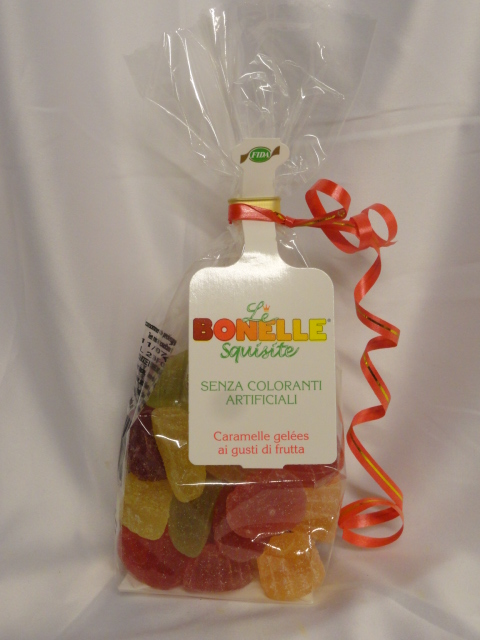 FIDA
Le
BONELLE®
Squisite
SENZA COLORANTI
ARTIFICIALI
Caramelle gelées
ai gusti di frutta